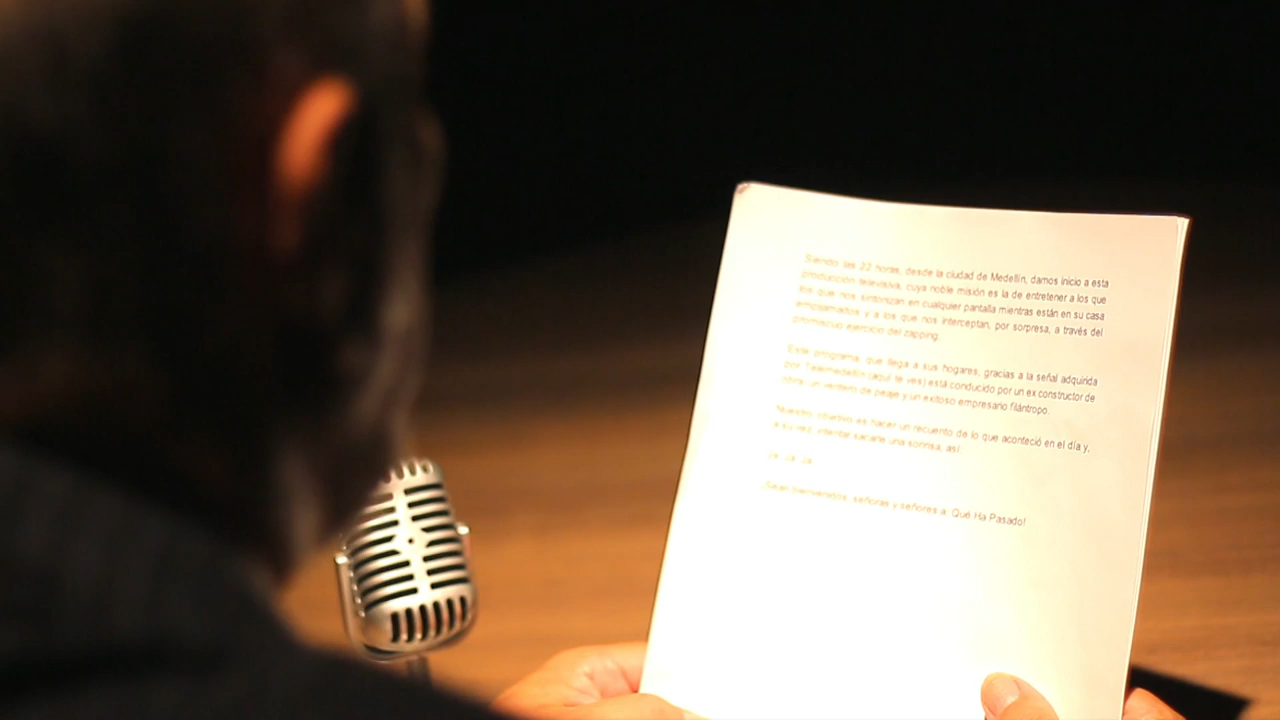 Siendo las 22 horas, desde la ciudad de Medellín, damos inicio a esta
producción televisiva, cuya noble misión es la de entretener a los que
los que nos sintonizan en cualquier pantalla mientras están en su casa
empijamados y a los que nos interceptan, por sorpresa, a través del
promiscuo ejercicio del zapping.
Este programa, que llega a sus hogares, gracias a la señal adquirida
por Telemedellín (aquí te ves) está conducido por un ex constructor de
un ventero de peaje y un exitoso empresario filántropo.
Nuestro objetivo es hacer un recuento de lo que aconteció en el día y,
a su vez, intentar sacarte una sonrisa, así:
Ja, Ja, Ja.
Sean bienvenidos, señoras y señores a: Qué Ha Pasado!